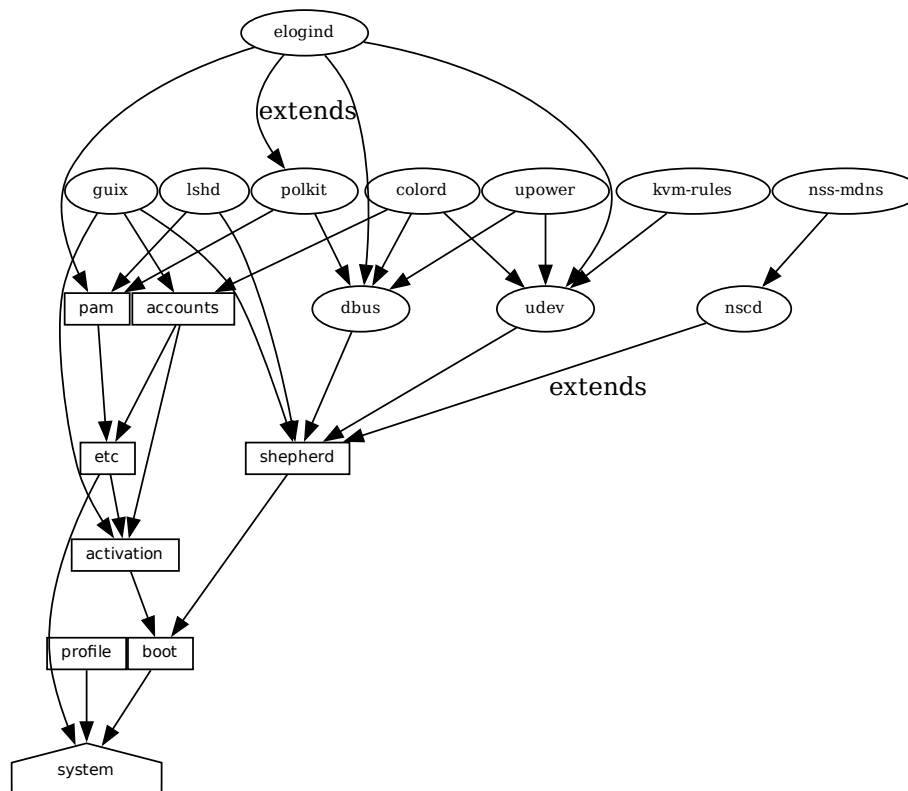 elogind
extends
guix
lshd
polkit
colord
upower
kvm-rules
nss-mdns
pam
accounts
dbus
udev
nscd
extends
etc
shepherd
activation
profile
boot
system